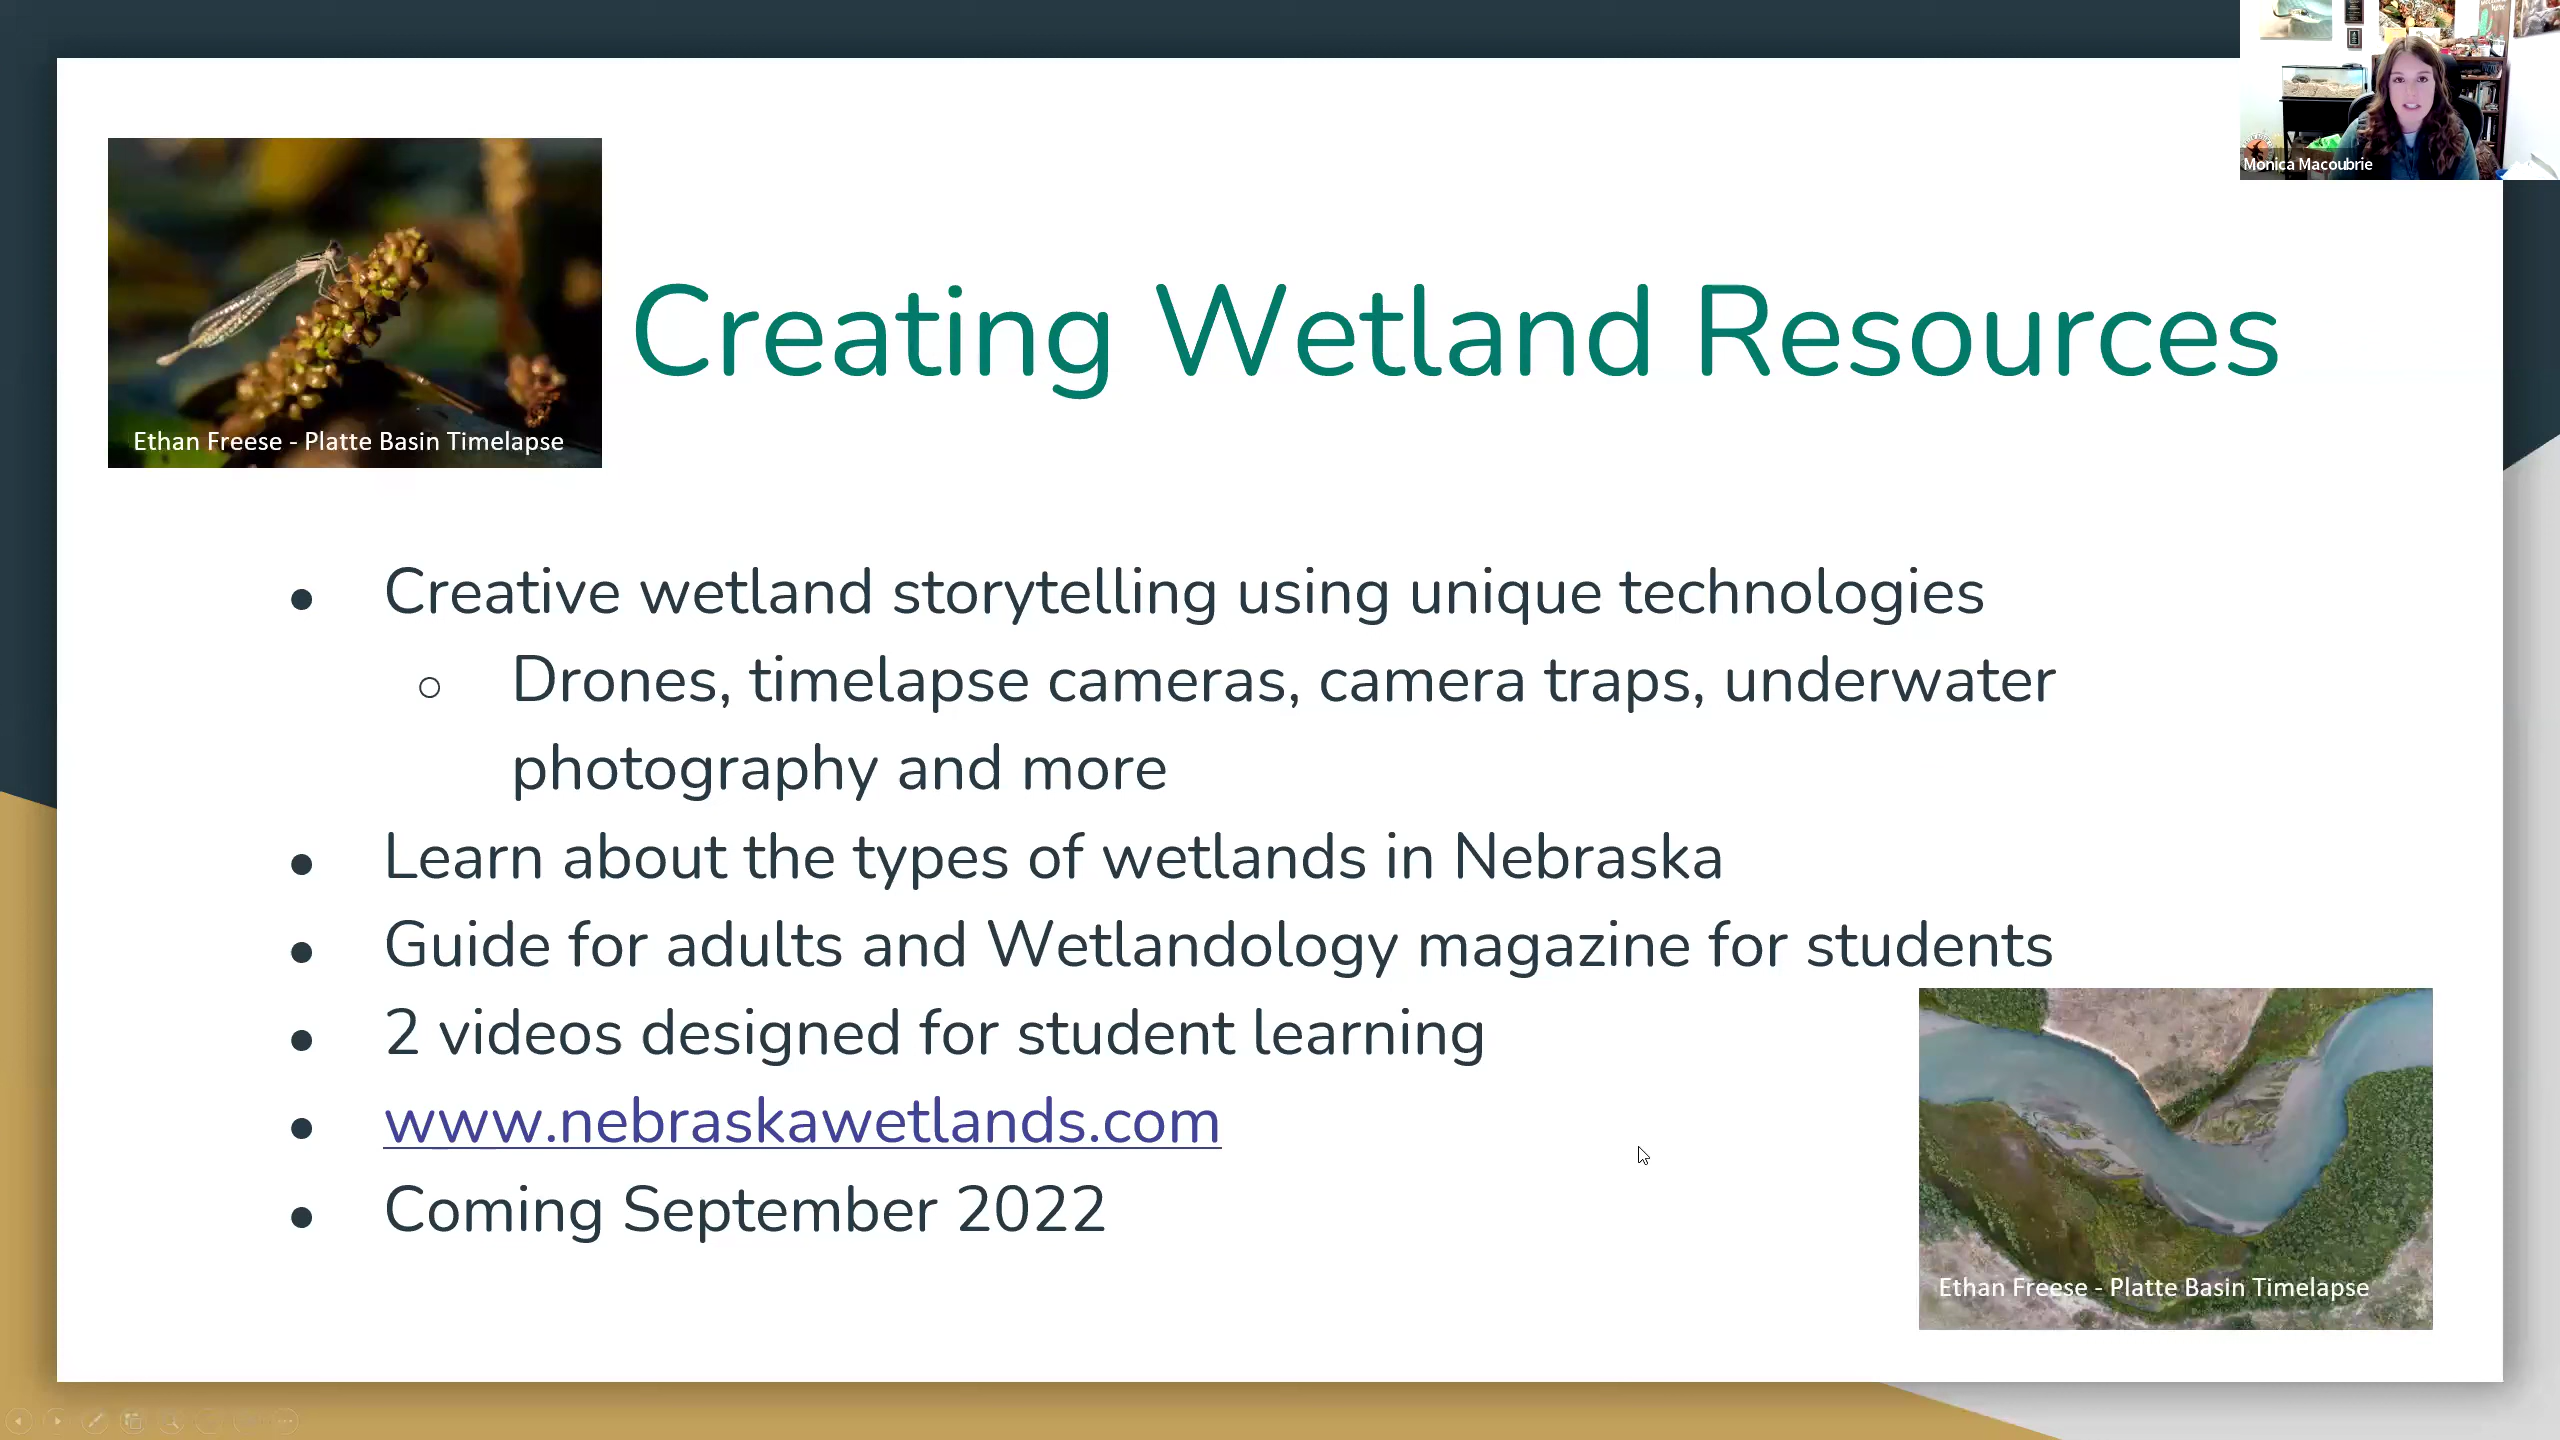 Monica Macoubrie
Creating Wetland Resources
Ethan Freese - Platte Basin Timelapse
• Creative wetland storytelling using unique technologies
○ Drones, timelapse cameras, camera traps, underwater
photography and more
• Learn about the types of wetlands in Nebraska
• Guide for adults and Wetlandology magazine for students
• 2 videos designed for student learning
• www.nebraskawetlands.com
• Coming September 2022
Ethan Freese - Platte Basin Timelapse